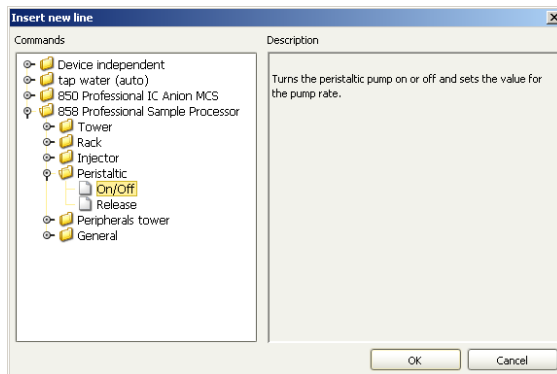 Insert new line
Commands
Device independent
tap water (auto)
850 Professional IC Anion MCS
858 Professional Sample Processor
Tower
Rack
Injector
Peristaltic
On/Off
Release
Peripherals tower
General
Description
Turns the peristaltic pump on or off and sets the value for
the pump rate.
OK
Cancel